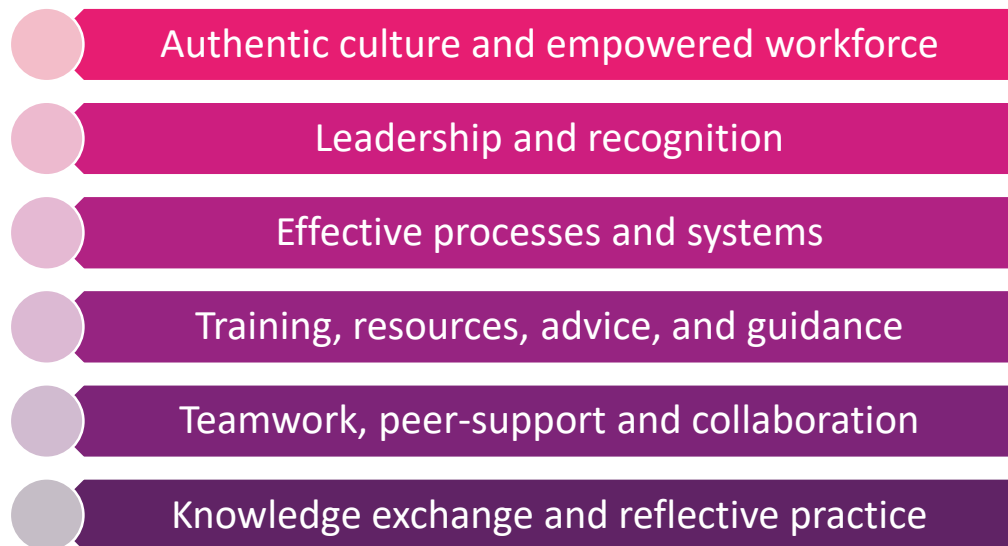 Authentic culture and empowered workforce
Leadership and recognition
Effective processes and systems
Training, resources, advice, and guidance
Teamwork, peer-support and collaboration
Knowledge exchange and reflective practice